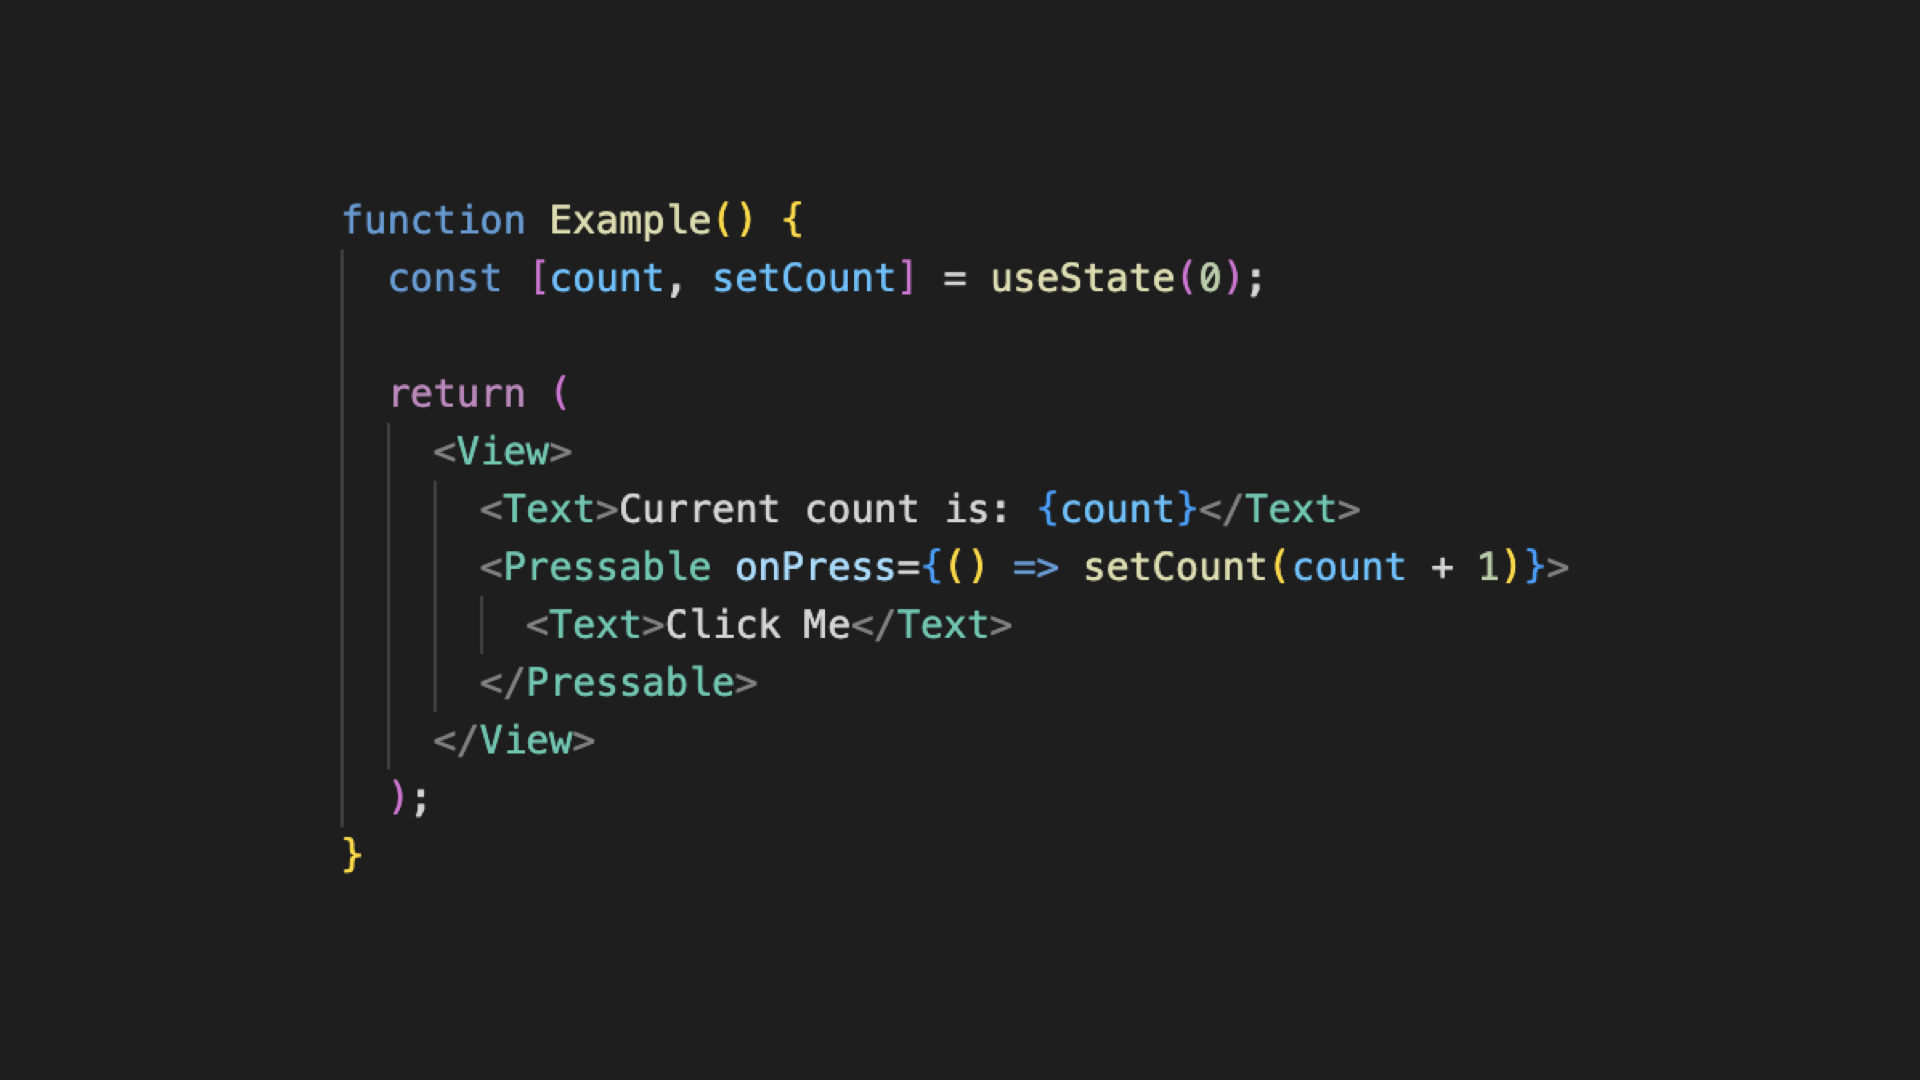 function Example() {
  const [count, setCount] = useState(0);

  return (
    <View>
      <Text>Current count is: {count}</Text>
      <Pressable onPress={() => setCount(count + 1)}>
        <Text>Click Me</Text>
      </Pressable>
    </View>
  );
}